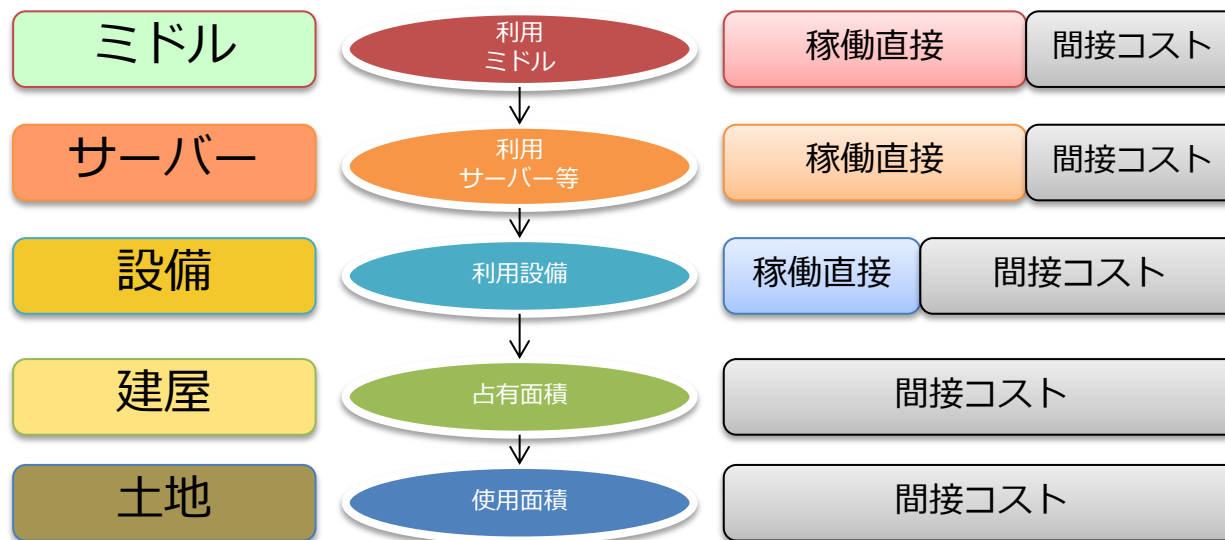 ミドル
利用
ミドル
稼働直接
間接コスト
サーバー
利用
サーバー等
稼働直接
間接コスト
設備
利用設備
稼働直接
間接コスト
建屋
占有面積
間接コスト
土地
使用面積
間接コスト